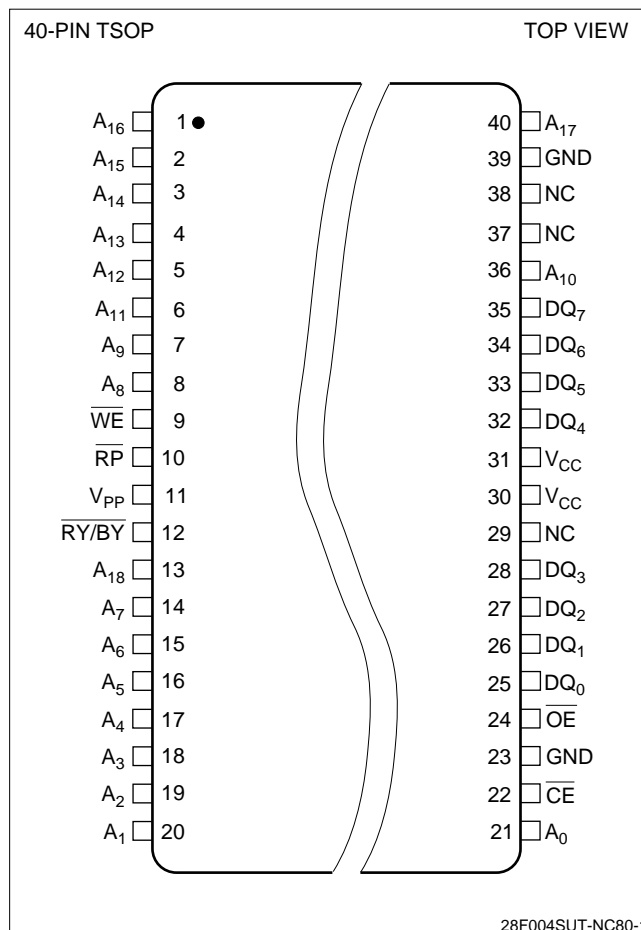 40-PIN TSOP TOP VIEW
A16 1 40 A17
A15 2 39 GND
A14 3 38 NC
A13 4 37 NC
A12 5 36 A10
A11 6 35 DQ7
A9 7 34 DQ6
A8 8 33 DQ5
WE 9 32 DQ4
RP 10 31 VCC
VPP 11 30 VCC
RY/BY 12 29 NC
A18 13 28 DQ3
A7 14 27 DQ2
A6 15 26 DQ1
A5 16 25 DQ0
A4 17 24 OE
A3 18 23 GND
A2 19 22 CE
A1 20 21 A0
28F004SUT-NC80-1